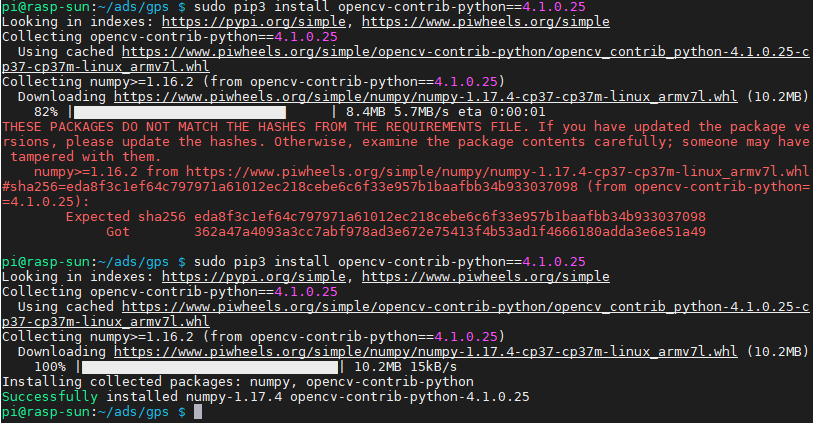 pi@rasp-sun:~/ads/gps $ sudo pip3 install opencv-contrib-python==4.1.0.25
Looking in indexes: https://pypi.org/simple, https://www.piwheels.org/simple
Collecting opencv-contrib-python==4.1.0.25
Using cached https://www.piwheels.org/simple/opencv-contrib-python/opencv_contrib_python-4.1.0.25-c
p37-cp37m-linux_armv7l.whl
Collecting numpy>=1.16.2 (from opencv-contrib-python==4.1.0.25)
Downloading https://www.piwheels.org/simple/numpy/numpy-1.17.4-cp37-cp37m-linux_armv7l.whl (10.2MB)
82% | | 8.4MB 5.7MB/s eta 0:00:01
THESE PACKAGES DO NOT MATCH THE HASHES FROM THE REQUIREMENTS FILE. If you have updated the package ve
rsions, please update the hashes. Otherwise, examine the package contents carefully; someone may have
tampered with them.
numpy>=1.16.2 from https://www.piwheels.org/simple/numpy/numpy-1.17.4-cp37-cp37m-linux_armv7l.whl
#sha256=eda8f3c1ef64c797971a61012ec218cebe6c6f33e957b1baafbb34b933037098 (from opencv-contrib-python=
=4.1.0.25):
Expected sha256 eda8f3c1ef64c797971a61012ec218cebe6c6f33e957b1baafbb34b933037098
Got 362a47a4093a3cc7abf978ad3e672e75413f4b53ad1f4666180adda3e6e51a49
pi@rasp-sun:~/ads/gps $ sudo pip3 install opencv-contrib-python==4.1.0.25
Looking in indexes: https://pypi.org/simple, https://www.piwheels.org/simple
Collecting opencv-contrib-python==4.1.0.25
Using cached https://www.piwheels.org/simple/opencv-contrib-python/opencv_contrib_python-4.1.0.25-c
p37-cp37m-linux_armv7l.whl
Collecting numpy>=1.16.2 (from opencv-contrib-python==4.1.0.25)
Downloading https://www.piwheels.org/simple/numpy/numpy-1.17.4-cp37-cp37m-linux_armv7l.whl (10.2MB)
100% | | 10.2MB 15kB/s
Installing collected packages: numpy, opencv-contrib-python
Successfully installed numpy-1.17.4 opencv-contrib-python-4.1.0.25
pi@rasp-sun:~/ads/gps $